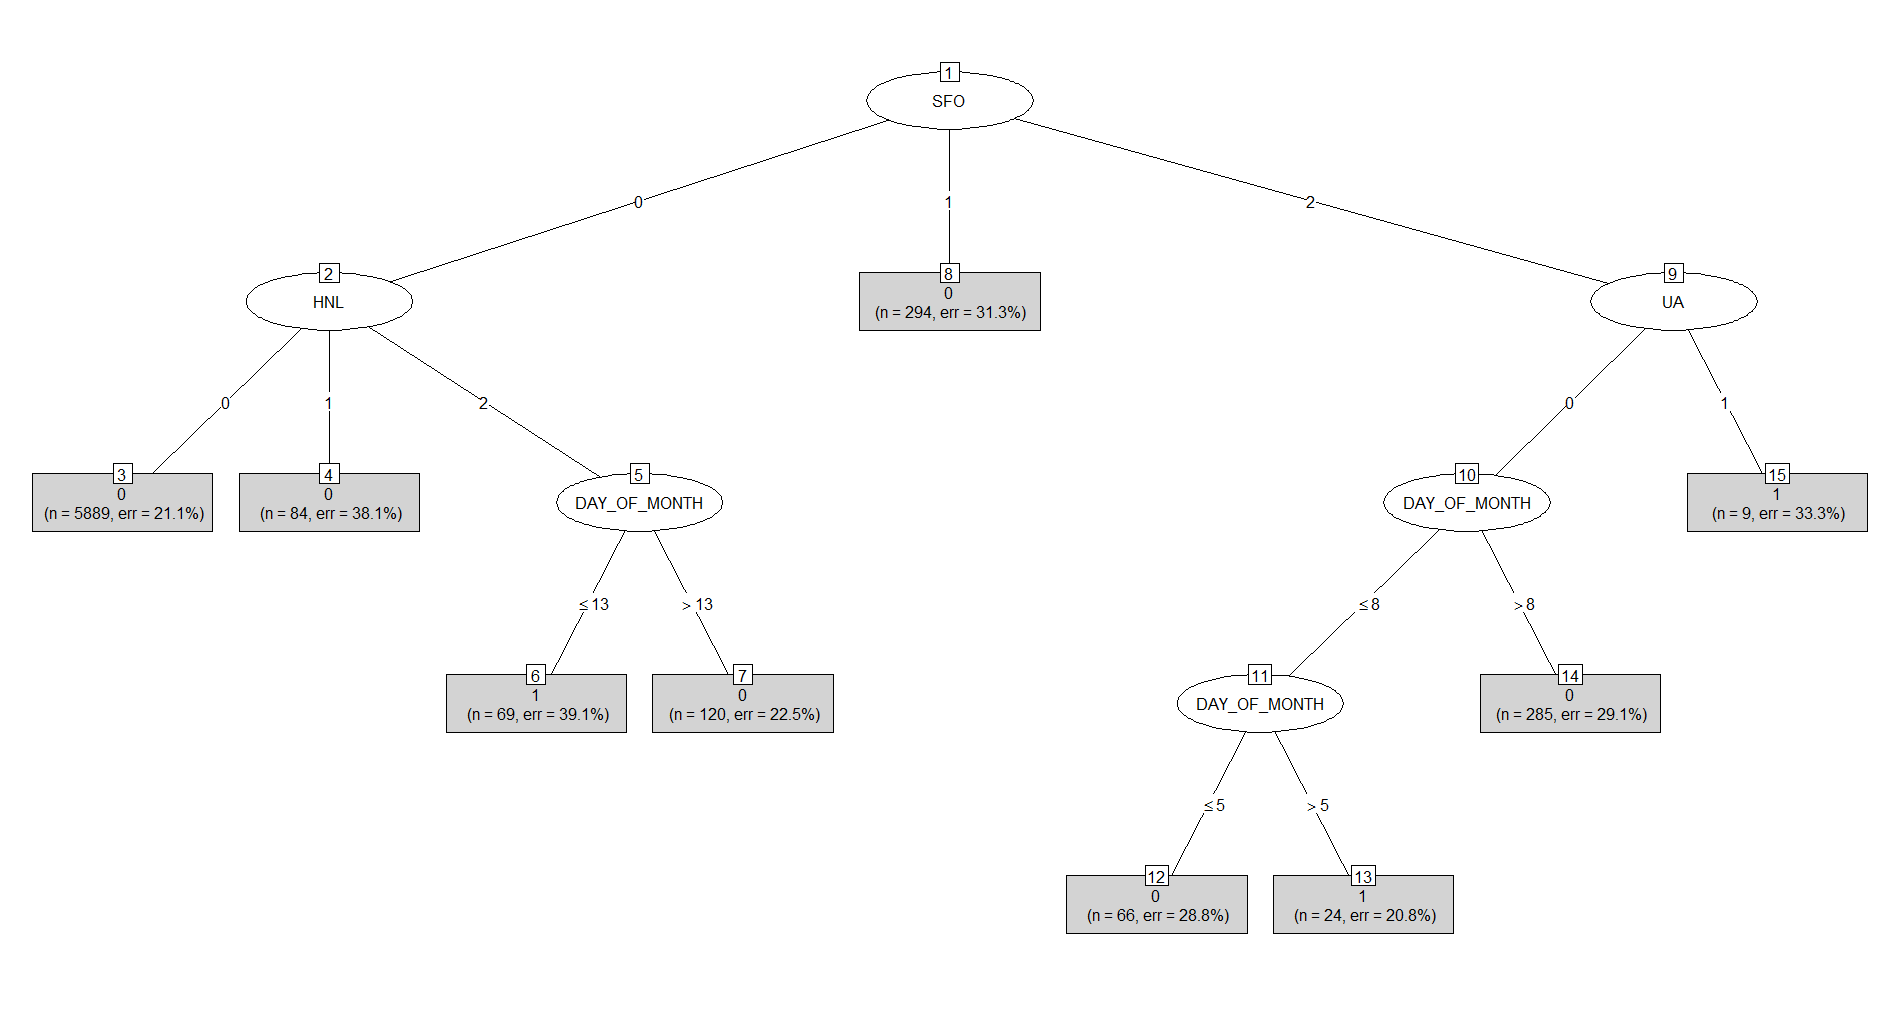 1
SFO
0
1
2
2
HNL
8
0
(n = 294, err = 31.3%)
9
UA
0
1
2
0
1
3
0
(n = 5889, err = 21.1%)
4
0
(n = 84, err = 38.1%)
5
DAY_OF_MONTH
10
DAY_OF_MONTH
15
1
(n = 9, err = 33.3%)
≤ 13
> 13
≤ 8
> 8
6
1
(n = 69, err = 39.1%)
7
0
(n = 120, err = 22.5%)
11
DAY_OF_MONTH
14
0
(n = 285, err = 29.1%)
≤ 5
> 5
12
0
(n = 66, err = 28.8%)
13
1
(n = 24, err = 20.8%)